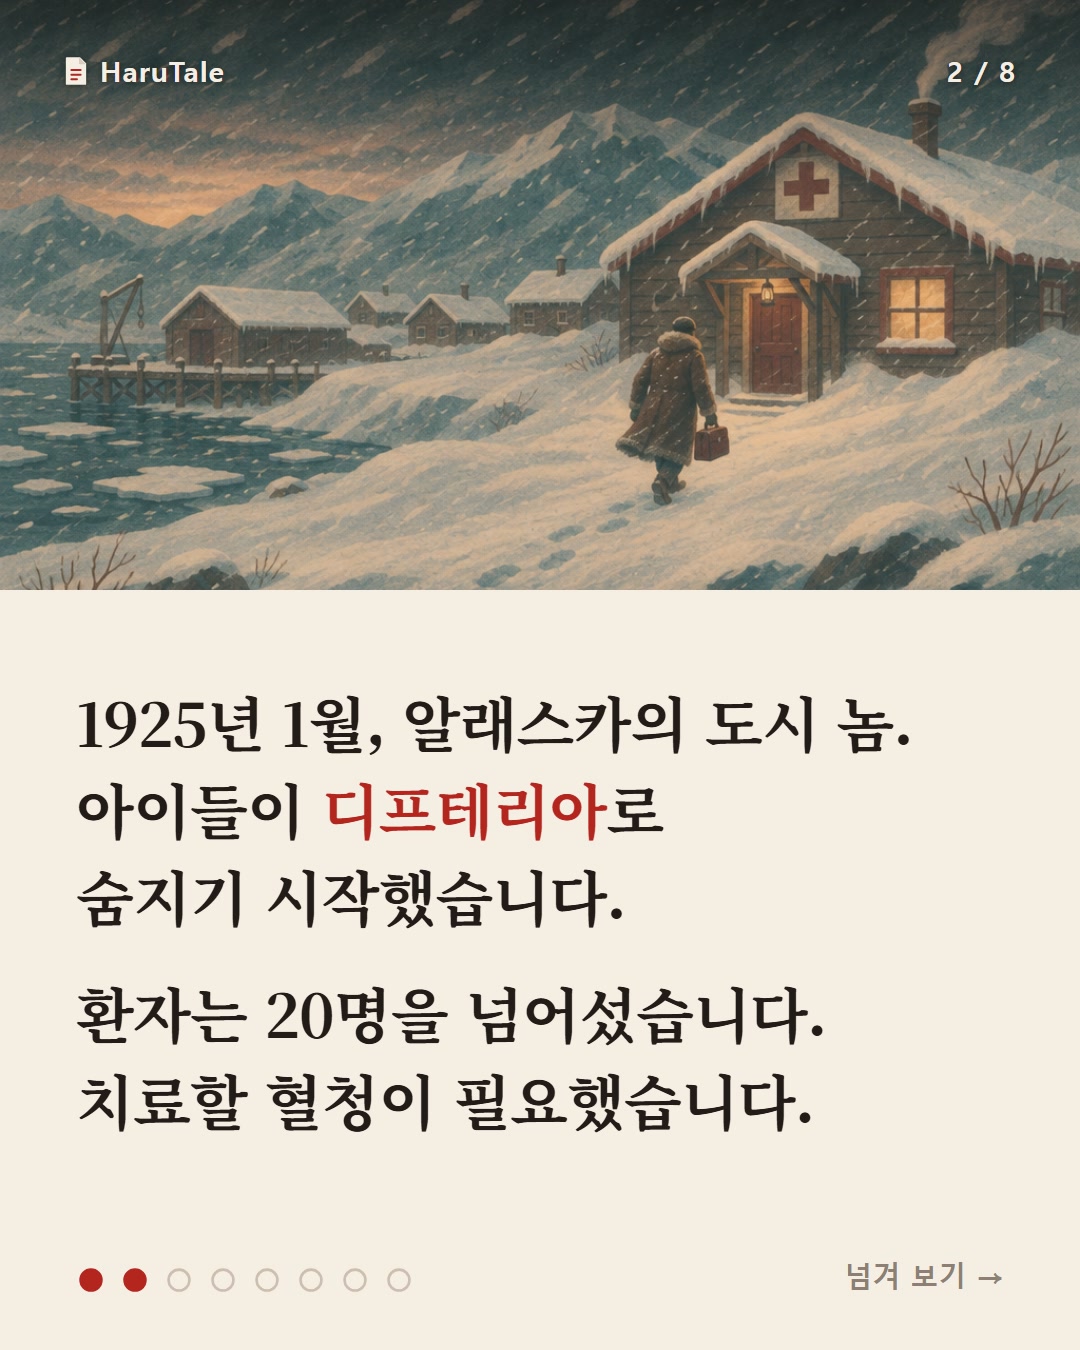 HaruTale
2 / 8
1925년 1월, 알래스카의 도시 놈.
아이들이 디프테리아로
숨지기 시작했습니다.
환자는 20명을 넘어섰습니다.
치료할 혈청이 필요했습니다.
넘겨 보기 →